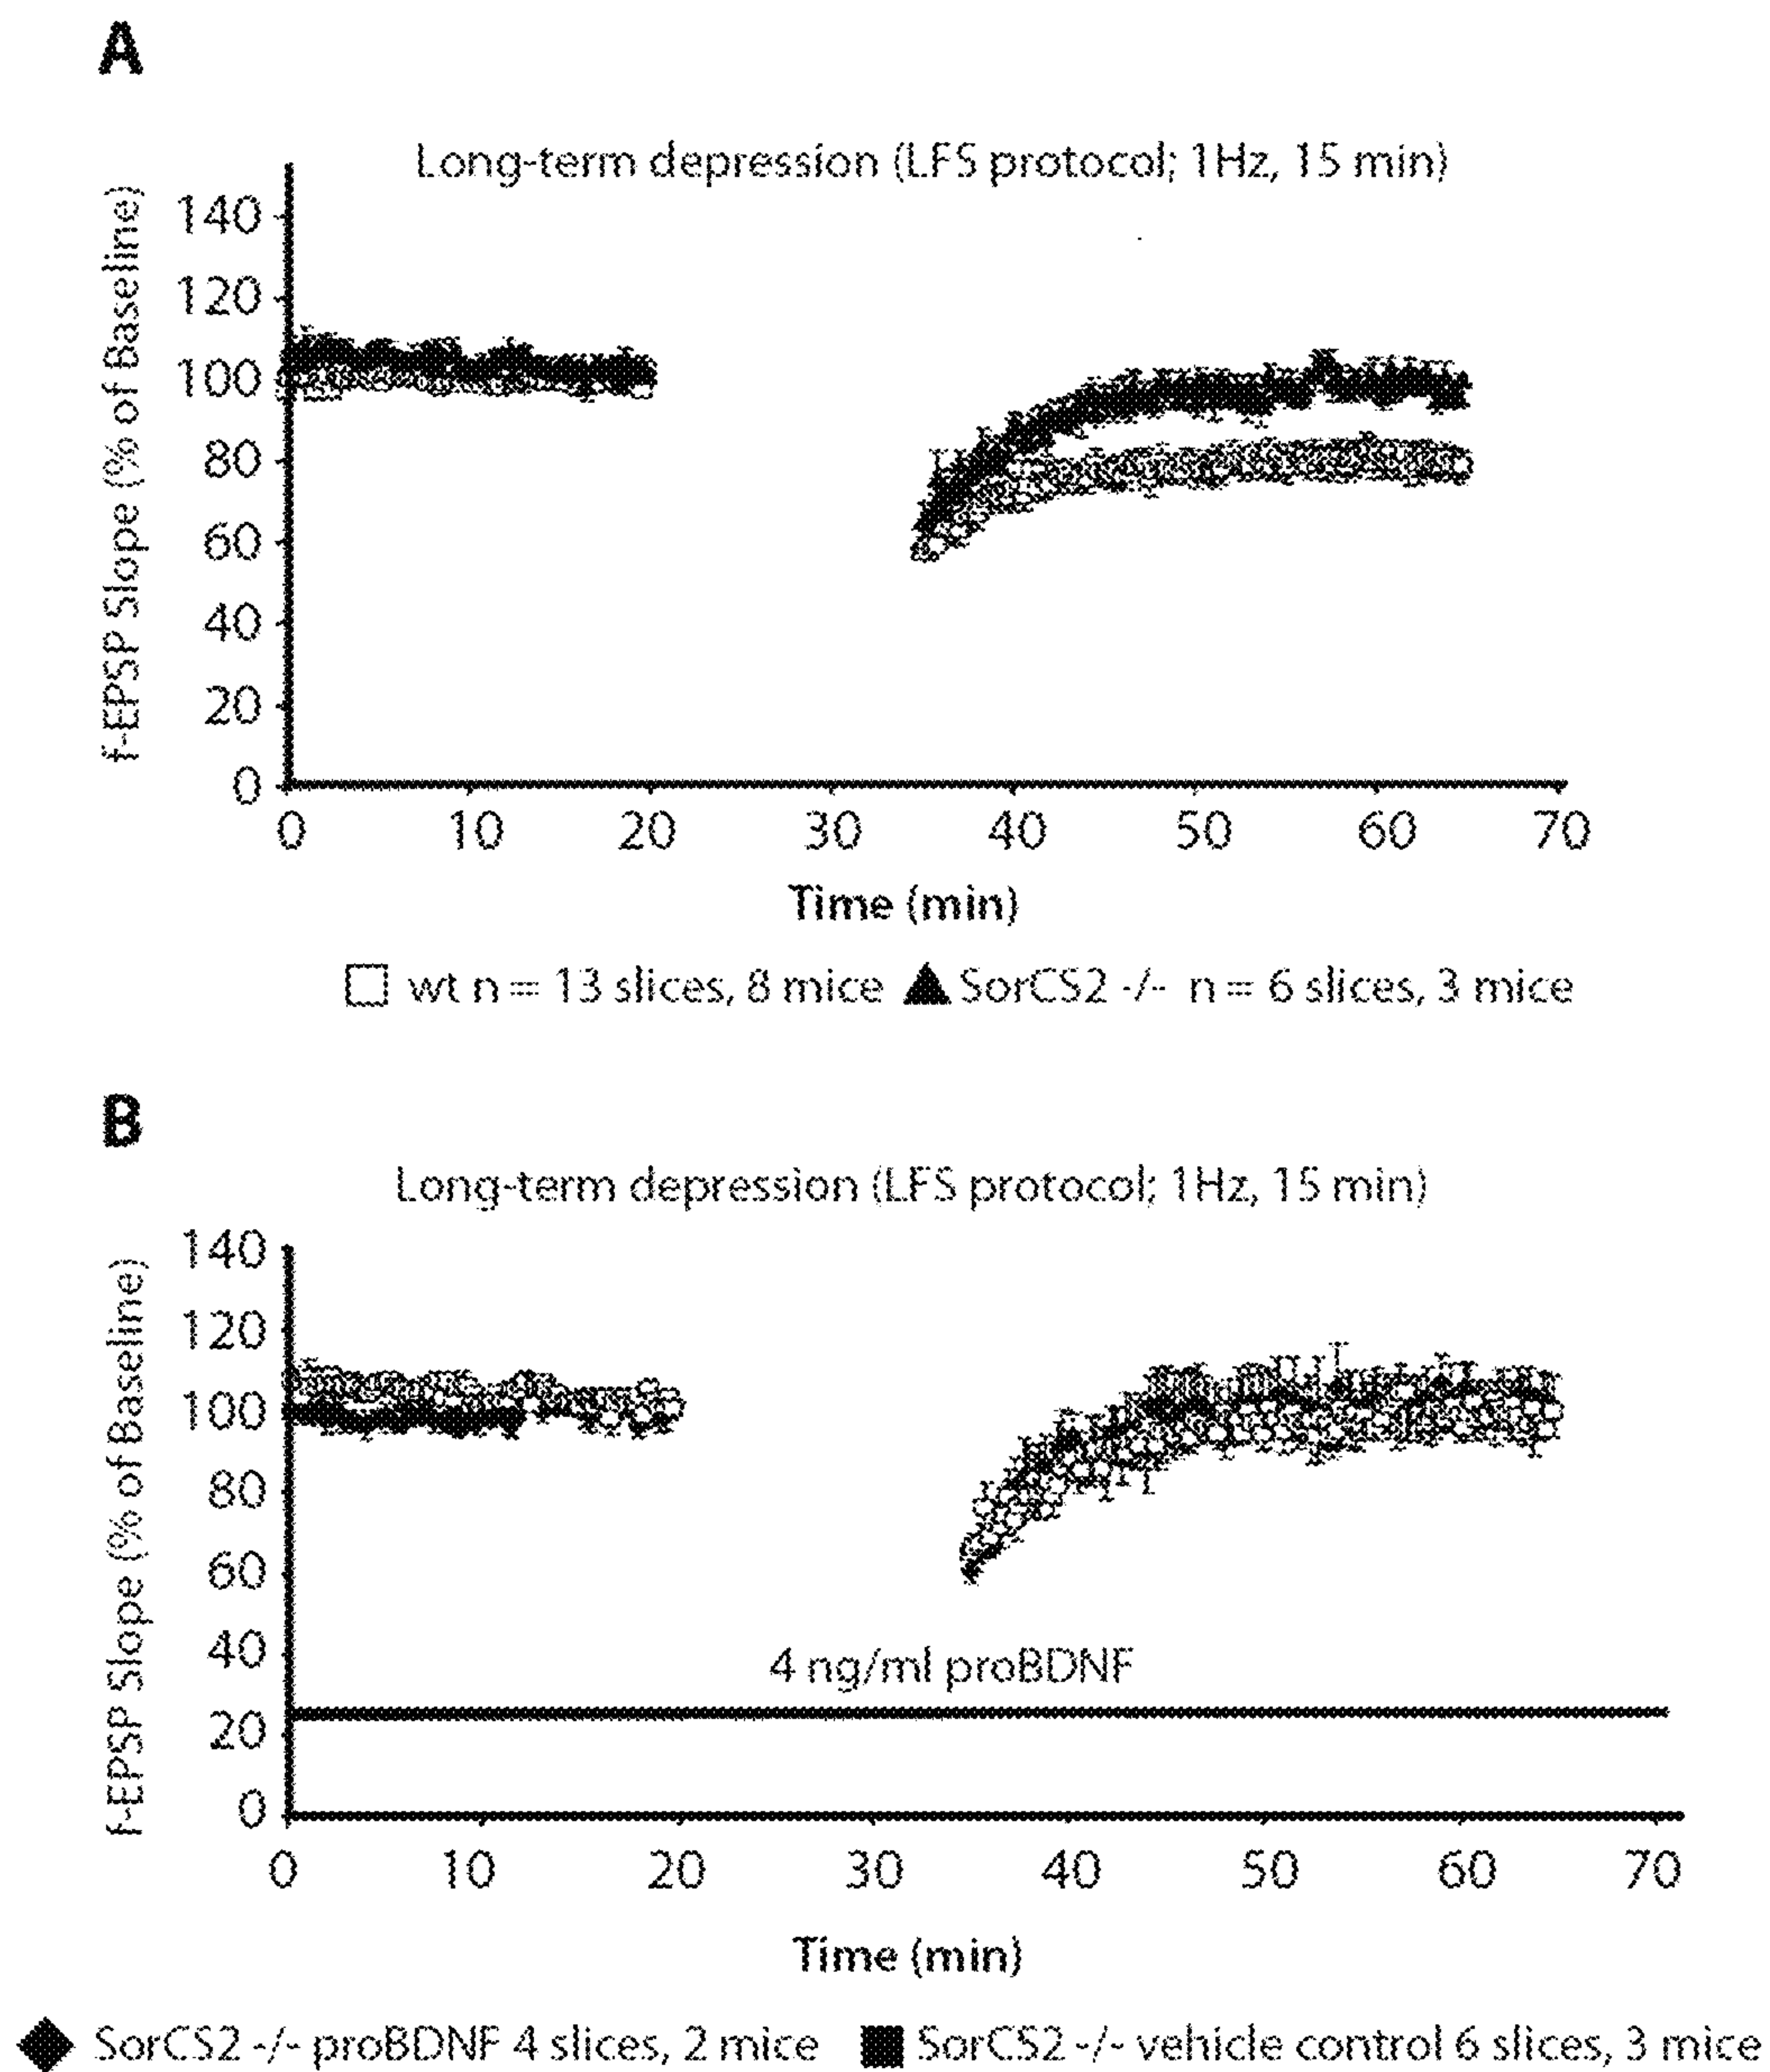 A
Long-term depression (LFS protocol; 1Hz, 15 min)
f-EPSP Slope (% of Baseline)
140
120
100
80
60
40
20
0
0 10 20 30 40 50 60 70
Time (min)
wt n = 13 slices, 8 mice SorCS2 -/- n = 6 slices, 3 mice
B
Long-term depression (LFS protocol; 1Hz, 15 min)
f-EPSP Slope (% of Baseline)
140
120
100
80
60
40
20
0
4 ng/ml proBDNF
0 10 20 30 40 50 60 70
Time (min)
SorCS2 -/- proBDNF 4 slices, 2 mice SorCS2 -/- vehicle control 6 slices, 3 mice